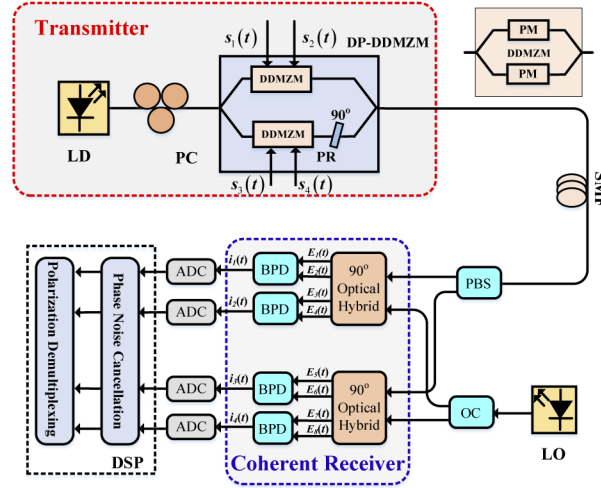 Transmitter
s₁(t)
s₂(t)
DP-DDMZM
DDMZM
DDMZM
90°
PR
LD
PC
s₃(t)
s₄(t)
PM
DDMZM
PM
SMF
PBS
OC
LO
90°
Optical
Hybrid
90°
Optical
Hybrid
E₁(t)
E₂(t)
E₃(t)
E₄(t)
E₅(t)
E₆(t)
E₇(t)
E₈(t)
BPD
BPD
BPD
BPD
i₁(t)
i₂(t)
i₃(t)
i₄(t)
ADC
ADC
ADC
ADC
Phase Noise Cancellation
Polarization Demultiplexing
DSP
Coherent Receiver